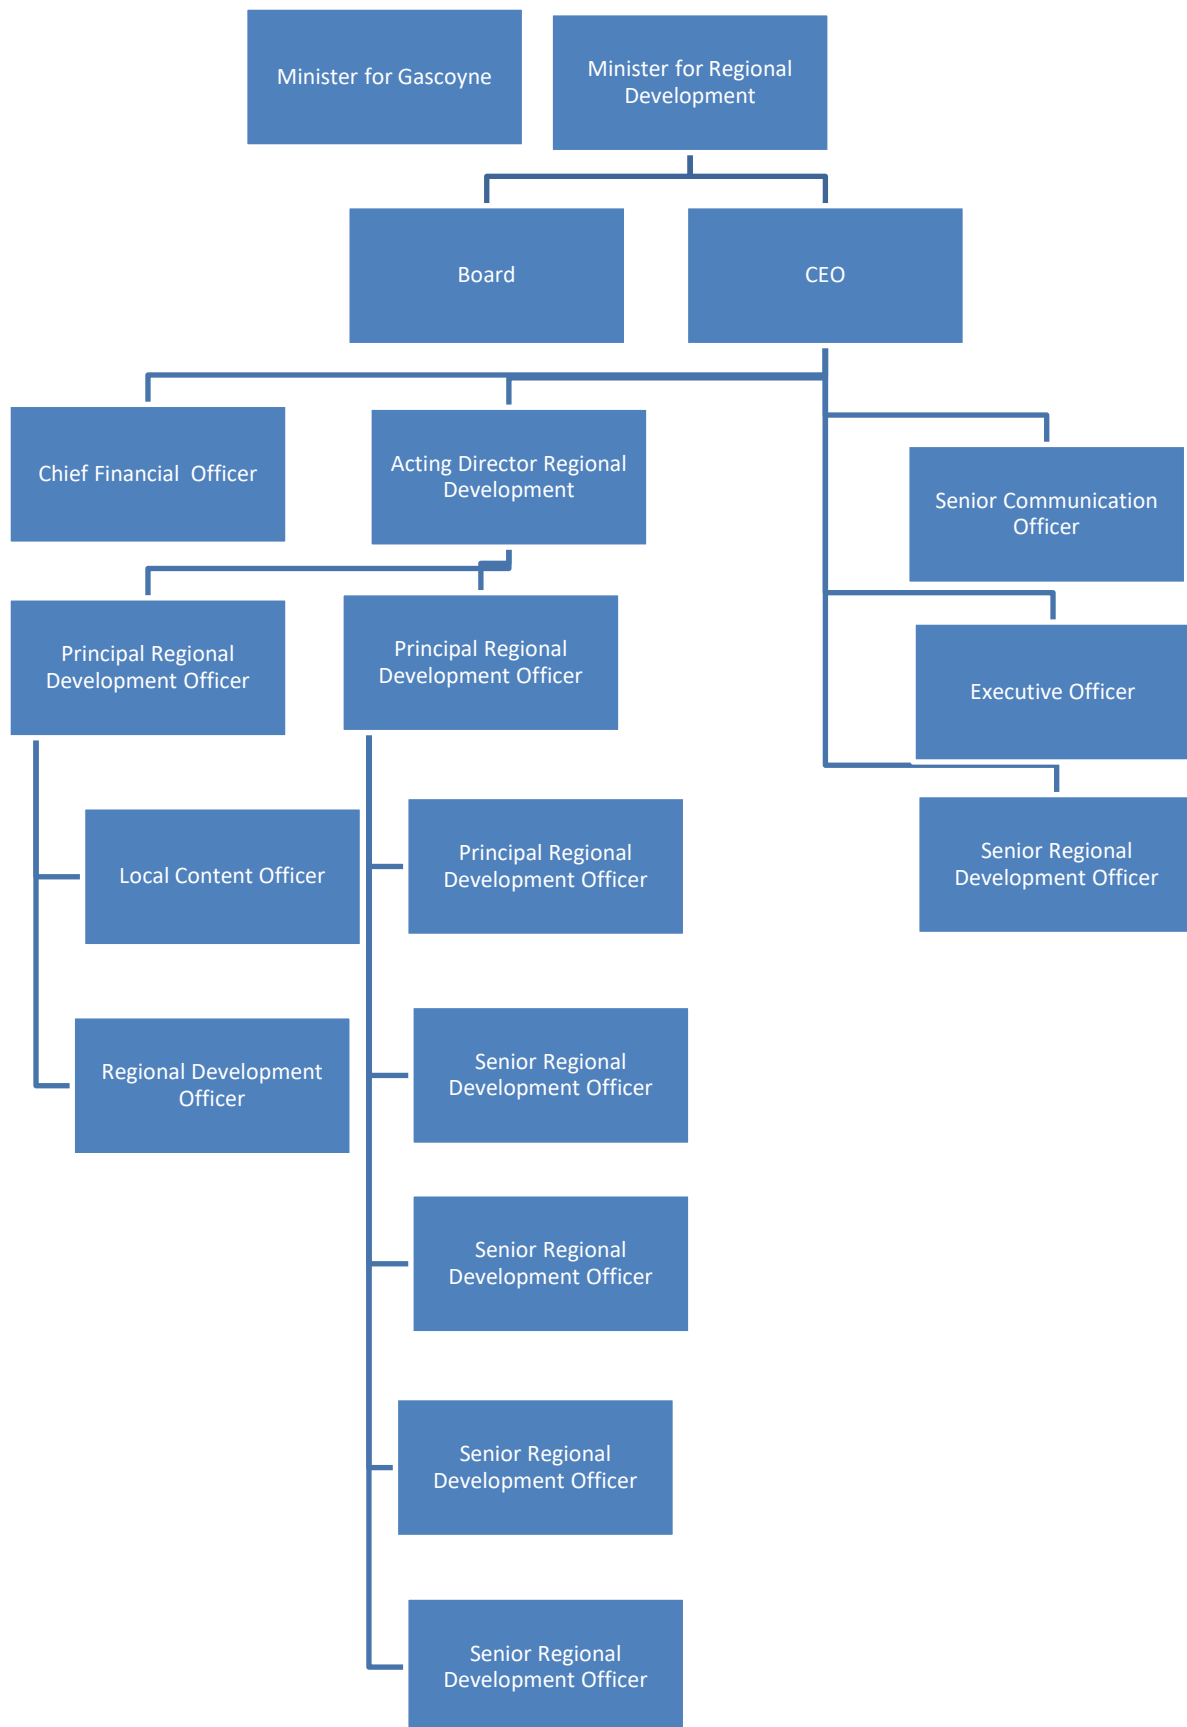 Minister for Gascoyne
Minister for Regional
Development
Board
CEO
Chief Financial  Officer
Acting Director Regional
Development
Senior Communication
Officer
Principal Regional
Development Officer
Principal Regional
Development Officer
Executive Officer
Local Content Officer
Principal Regional
Development Officer
Senior Regional
Development Officer
Regional Development
Officer
Senior Regional
Development Officer
Senior Regional
Development Officer
Senior Regional
Development Officer
Senior Regional
Development Officer